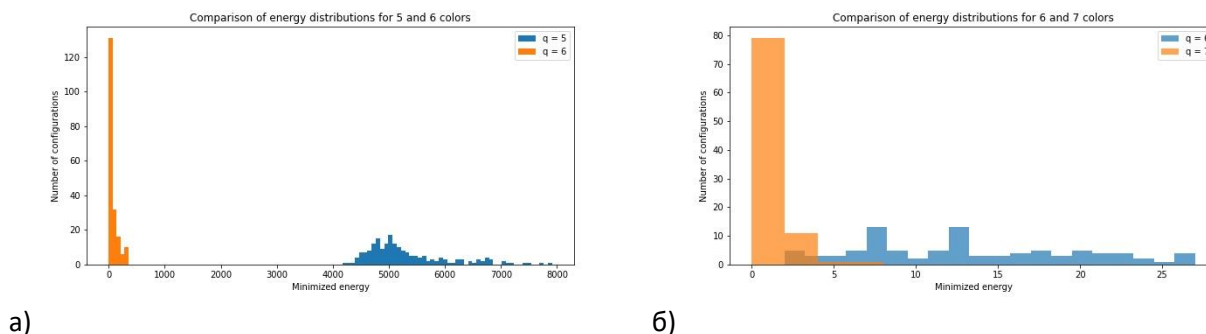 Comparison of energy distributions for 5 and 6 colors
q = 5
q = 6
Number of configurations
120
100
80
60
40
20
0
0 1000 2000 3000 4000 5000 6000 7000 8000
Minimized energy
а)
Comparison of energy distributions for 6 and 7 colors
q = 6
q = 7
Number of configurations
80
70
60
50
40
30
20
10
0
0 5 10 15 20 25
Minimized energy
б)